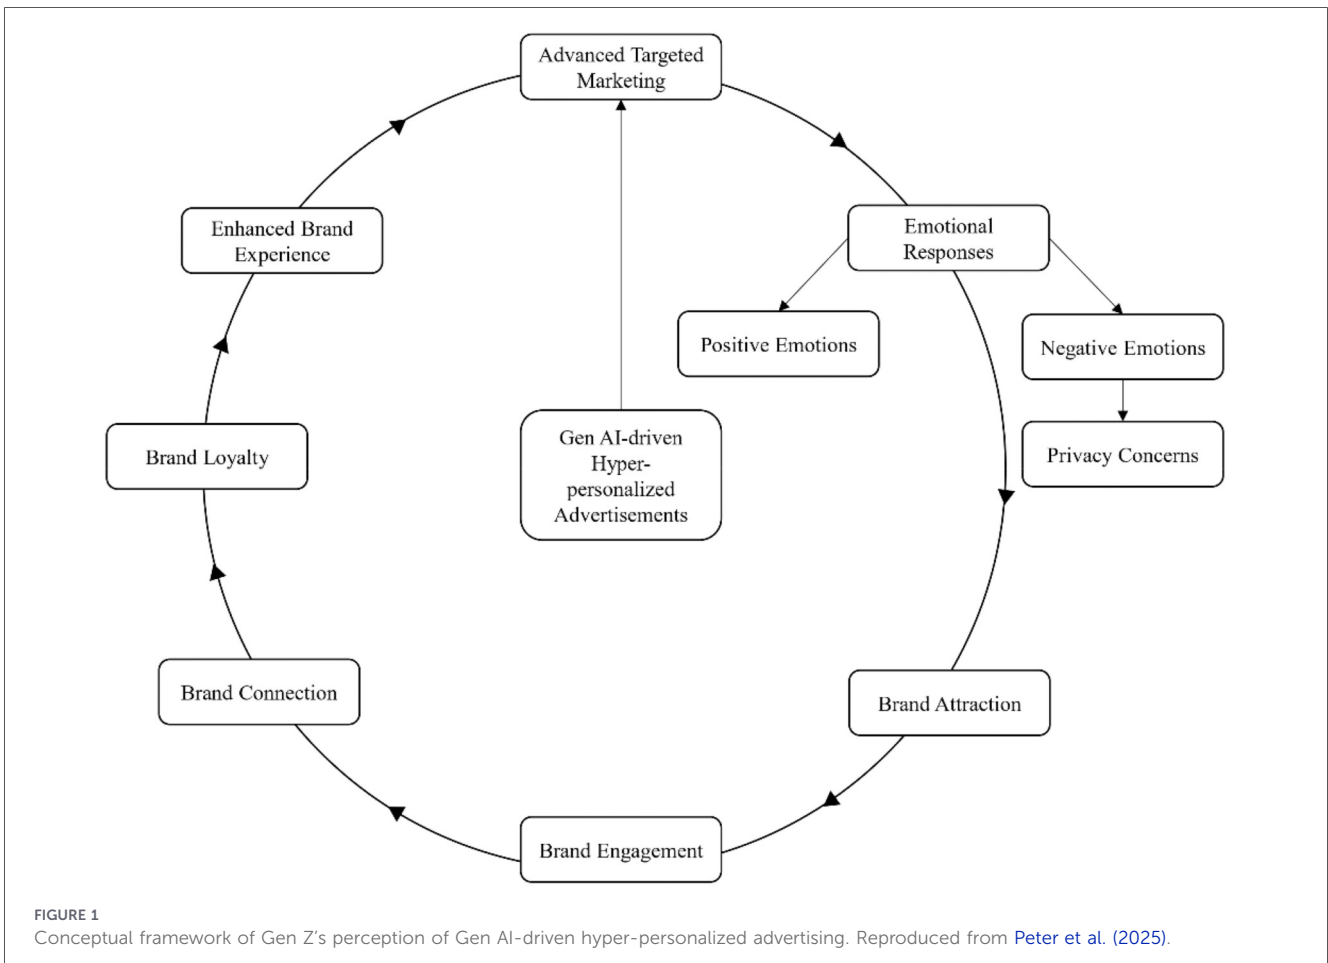 Advanced Targeted
Marketing
Emotional
Responses
Enhanced Brand
Experience
Positive Emotions
Negative Emotions
Gen AI-driven
Hyper-
personalized
Advertisements
Brand Loyalty
Privacy Concerns
Brand Connection
Brand Attraction
Brand Engagement
FIGURE 1
Conceptual framework of Gen Z’s perception of Gen AI-driven hyper-personalized advertising. Reproduced from Peter et al. (2025).